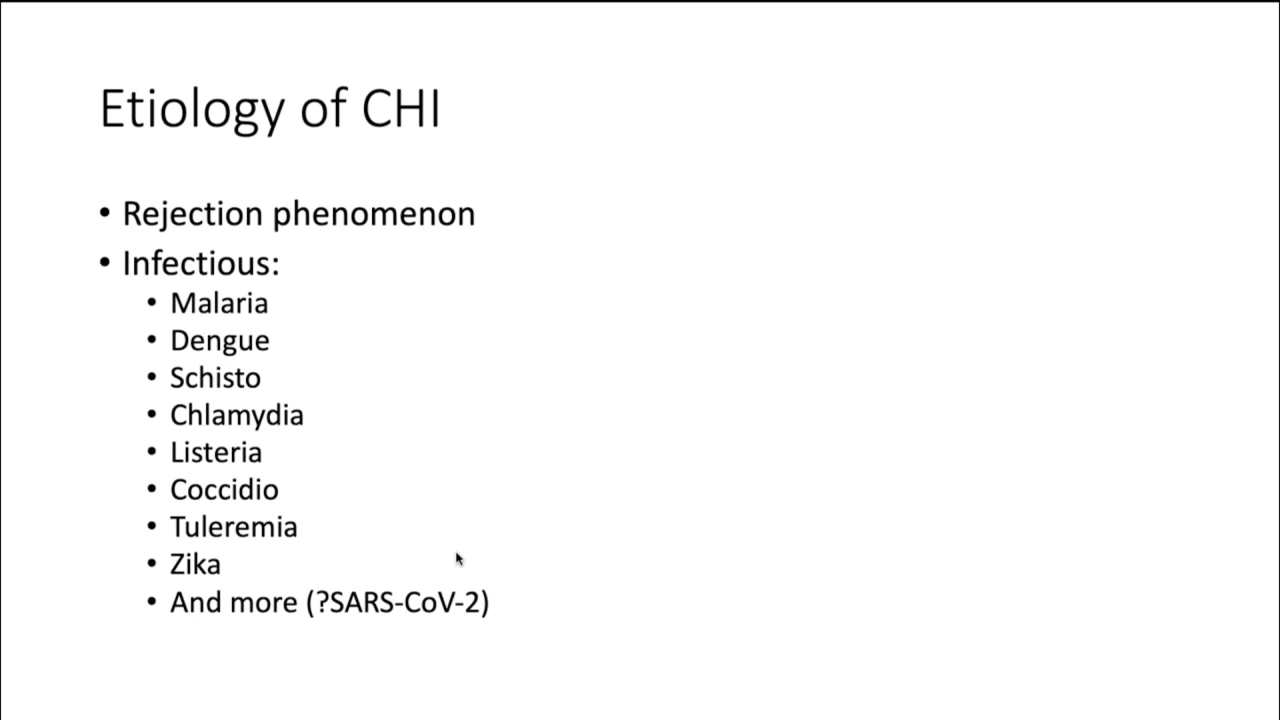 Etiology of CHI
• Rejection phenomenon
• Infectious:
• Malaria
• Dengue
• Schisto
• Chlamydia
• Listeria
• Coccidio
• Tuleremia
• Zika
• And more (?SARS-CoV-2)